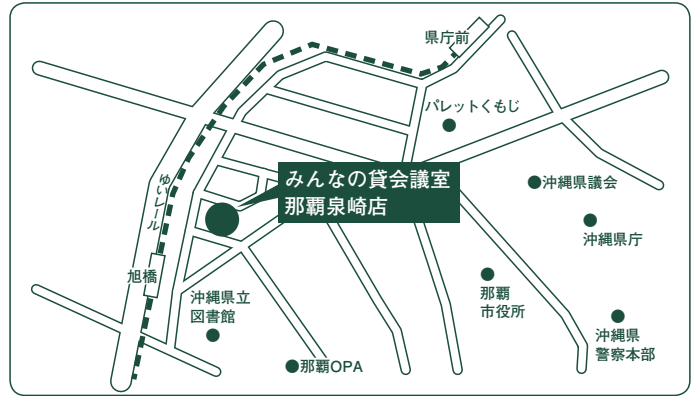 県庁前
パレットくもじ
みんなの貸会議室
那覇泉崎店
沖縄県議会
ゆいレール
沖縄県庁
旭橋
那覇
市役所
沖縄県立
図書館
沖縄県
警察本部
那覇OPA